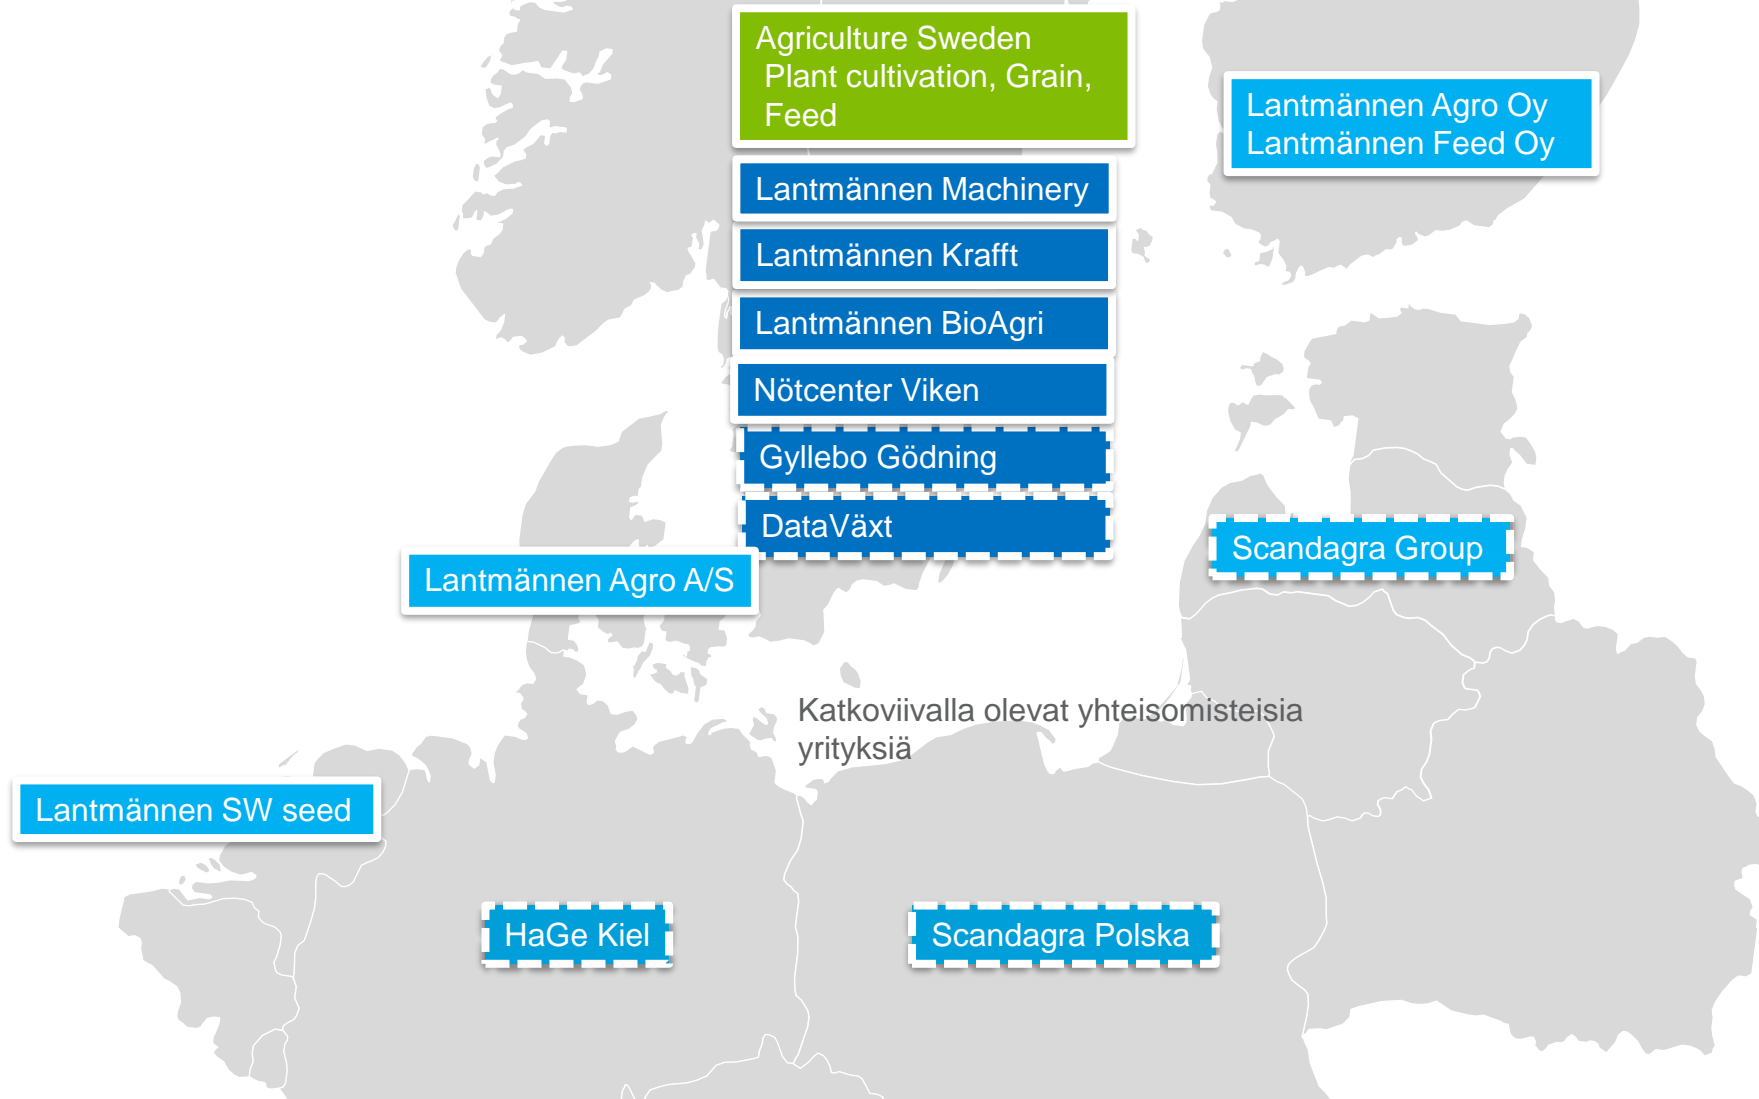 Agriculture Sweden
Plant cultivation, Grain,
Feed
Lantmännen Agro Oy
Lantmännen Feed Oy
Lantmännen Machinery
Lantmännen Krafft
Lantmännen BioAgri
Nötcenter Viken
Gyllebo Gödning
DataVäxt
Scandagra Group
Lantmännen Agro A/S
Katkoviivalla olevat yhteisomisteisia
yrityksiä
Lantmännen SW seed
HaGe Kiel
Scandagra Polska